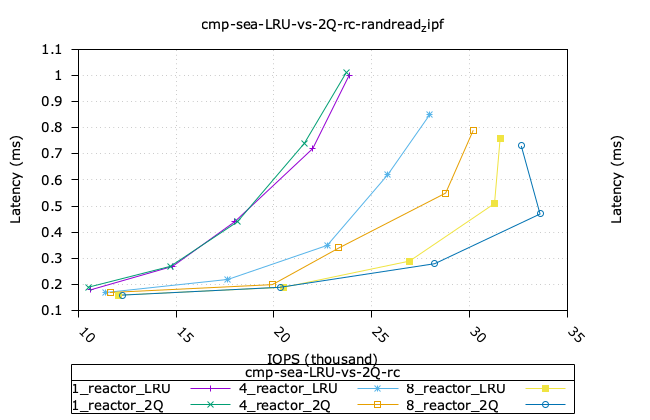 cmp-sea-LRU-vs-2Q-rc-randread_zipf
1.1
1
0.9
0.8
0.7
0.6
0.5
0.4
0.3
0.2
0.1
Latency (ms)
Latency (ms)
10
15
20
25
30
35
IOPS (thousand)
cmp-sea-LRU-vs-2Q-rc
1_reactor_LRU 4_reactor_LRU 8_reactor_LRU
1_reactor_2Q 4_reactor_2Q 8_reactor_2Q